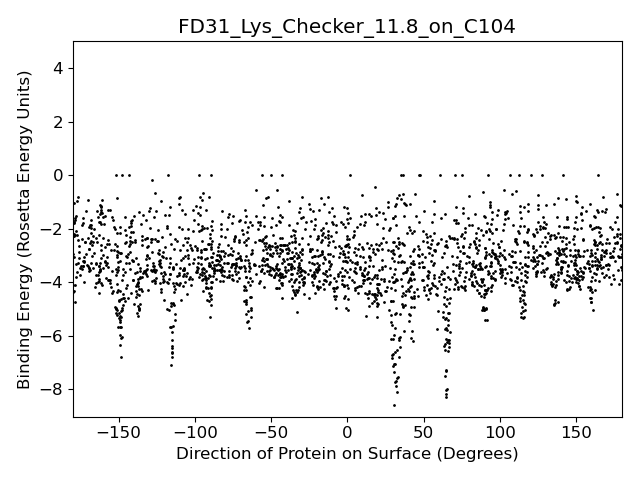 FD31_Lys_Checker_11.8_on_C104
Binding Energy (Rosetta Energy Units)
4
2
0
−2
−4
−6
−8
−150 −100 −50 0 50 100 150
Direction of Protein on Surface (Degrees)